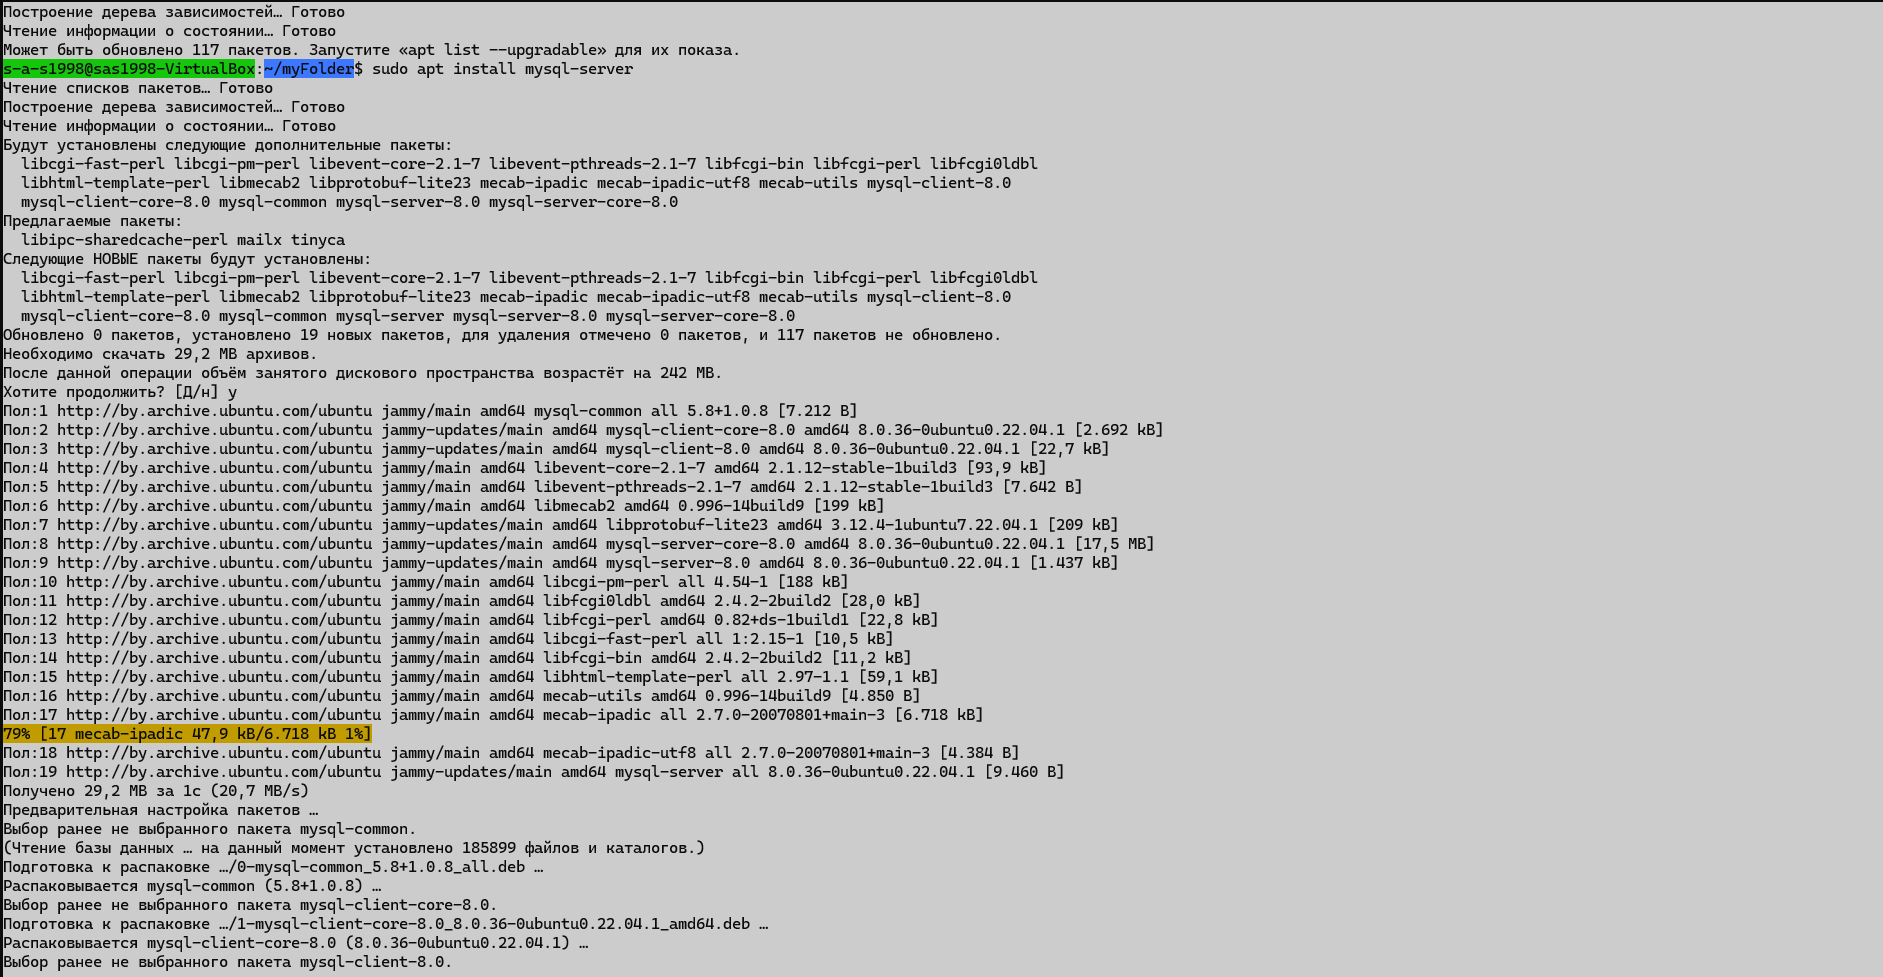 Построение дерева зависимостей… Готово
Чтение информации о состоянии… Готово
Может быть обновлено 117 пакетов. Запустите «apt list --upgradable» для их показа.
s-a-s1998@sas1998-VirtualBox:~/myFolder$ sudo apt install mysql-server
Чтение списков пакетов… Готово
Построение дерева зависимостей… Готово
Чтение информации о состоянии… Готово
Будут установлены следующие дополнительные пакеты:
  libcgi-fast-perl libcgi-pm-perl libevent-core-2.1-7 libevent-pthreads-2.1-7 libfcgi-bin libfcgi-perl libfcgi0ldbl
  libhtml-template-perl libmecab2 libprotobuf-lite23 mecab-ipadic mecab-ipadic-utf8 mecab-utils mysql-client-8.0
  mysql-client-core-8.0 mysql-common mysql-server-8.0 mysql-server-core-8.0
Предлагаемые пакеты:
  libipc-sharedcache-perl mailx tinyca
Следующие НОВЫЕ пакеты будут установлены:
  libcgi-fast-perl libcgi-pm-perl libevent-core-2.1-7 libevent-pthreads-2.1-7 libfcgi-bin libfcgi-perl libfcgi0ldbl
  libhtml-template-perl libmecab2 libprotobuf-lite23 mecab-ipadic mecab-ipadic-utf8 mecab-utils mysql-client-8.0
  mysql-client-core-8.0 mysql-common mysql-server mysql-server-8.0 mysql-server-core-8.0
Обновлено 0 пакетов, установлено 19 новых пакетов, для удаления отмечено 0 пакетов, и 117 пакетов не обновлено.
Необходимо скачать 29,2 MB архивов.
После данной операции объём занятого дискового пространства возрастёт на 242 MB.
Хотите продолжить? [Д/н] y
Пол:1 http://by.archive.ubuntu.com/ubuntu jammy/main amd64 mysql-common all 5.8+1.0.8 [7.212 B]
Пол:2 http://by.archive.ubuntu.com/ubuntu jammy-updates/main amd64 mysql-client-core-8.0 amd64 8.0.36-0ubuntu0.22.04.1 [2.692 kB]
Пол:3 http://by.archive.ubuntu.com/ubuntu jammy-updates/main amd64 mysql-client-8.0 amd64 8.0.36-0ubuntu0.22.04.1 [22,7 kB]
Пол:4 http://by.archive.ubuntu.com/ubuntu jammy/main amd64 libevent-core-2.1-7 amd64 2.1.12-stable-1build3 [93,9 kB]
Пол:5 http://by.archive.ubuntu.com/ubuntu jammy/main amd64 libevent-pthreads-2.1-7 amd64 2.1.12-stable-1build3 [7.642 B]
Пол:6 http://by.archive.ubuntu.com/ubuntu jammy/main amd64 libmecab2 amd64 0.996-14build9 [199 kB]
Пол:7 http://by.archive.ubuntu.com/ubuntu jammy-updates/main amd64 libprotobuf-lite23 amd64 3.12.4-1ubuntu7.22.04.1 [209 kB]
Пол:8 http://by.archive.ubuntu.com/ubuntu jammy-updates/main amd64 mysql-server-core-8.0 amd64 8.0.36-0ubuntu0.22.04.1 [17,5 MB]
Пол:9 http://by.archive.ubuntu.com/ubuntu jammy-updates/main amd64 mysql-server-8.0 amd64 8.0.36-0ubuntu0.22.04.1 [1.437 kB]
Пол:10 http://by.archive.ubuntu.com/ubuntu jammy/main amd64 libcgi-pm-perl all 4.54-1 [188 kB]
Пол:11 http://by.archive.ubuntu.com/ubuntu jammy/main amd64 libfcgi0ldbl amd64 2.4.2-2build2 [28,0 kB]
Пол:12 http://by.archive.ubuntu.com/ubuntu jammy/main amd64 libfcgi-perl amd64 0.82+ds-1build1 [22,8 kB]
Пол:13 http://by.archive.ubuntu.com/ubuntu jammy/main amd64 libcgi-fast-perl all 1:2.15-1 [10,5 kB]
Пол:14 http://by.archive.ubuntu.com/ubuntu jammy/main amd64 libfcgi-bin amd64 2.4.2-2build2 [11,2 kB]
Пол:15 http://by.archive.ubuntu.com/ubuntu jammy/main amd64 libhtml-template-perl all 2.97-1.1 [59,1 kB]
Пол:16 http://by.archive.ubuntu.com/ubuntu jammy/main amd64 mecab-utils amd64 0.996-14build9 [4.850 B]
Пол:17 http://by.archive.ubuntu.com/ubuntu jammy/main amd64 mecab-ipadic all 2.7.0-20070801+main-3 [6.718 kB]
79% [17 mecab-ipadic 47,9 kB/6.718 kB 1%]
Пол:18 http://by.archive.ubuntu.com/ubuntu jammy/main amd64 mecab-ipadic-utf8 all 2.7.0-20070801+main-3 [4.384 B]
Пол:19 http://by.archive.ubuntu.com/ubuntu jammy-updates/main amd64 mysql-server all 8.0.36-0ubuntu0.22.04.1 [9.460 B]
Получено 29,2 MB за 1с (20,7 MB/s)
Предварительная настройка пакетов …
Выбор ранее не выбранного пакета mysql-common.
(Чтение базы данных … на данный момент установлено 185899 файлов и каталогов.)
Подготовка к распаковке …/0-mysql-common_5.8+1.0.8_all.deb …
Распаковывается mysql-common (5.8+1.0.8) …
Выбор ранее не выбранного пакета mysql-client-core-8.0.
Подготовка к распаковке …/1-mysql-client-core-8.0_8.0.36-0ubuntu0.22.04.1_amd64.deb …
Распаковывается mysql-client-core-8.0 (8.0.36-0ubuntu0.22.04.1) …
Выбор ранее не выбранного пакета mysql-client-8.0.